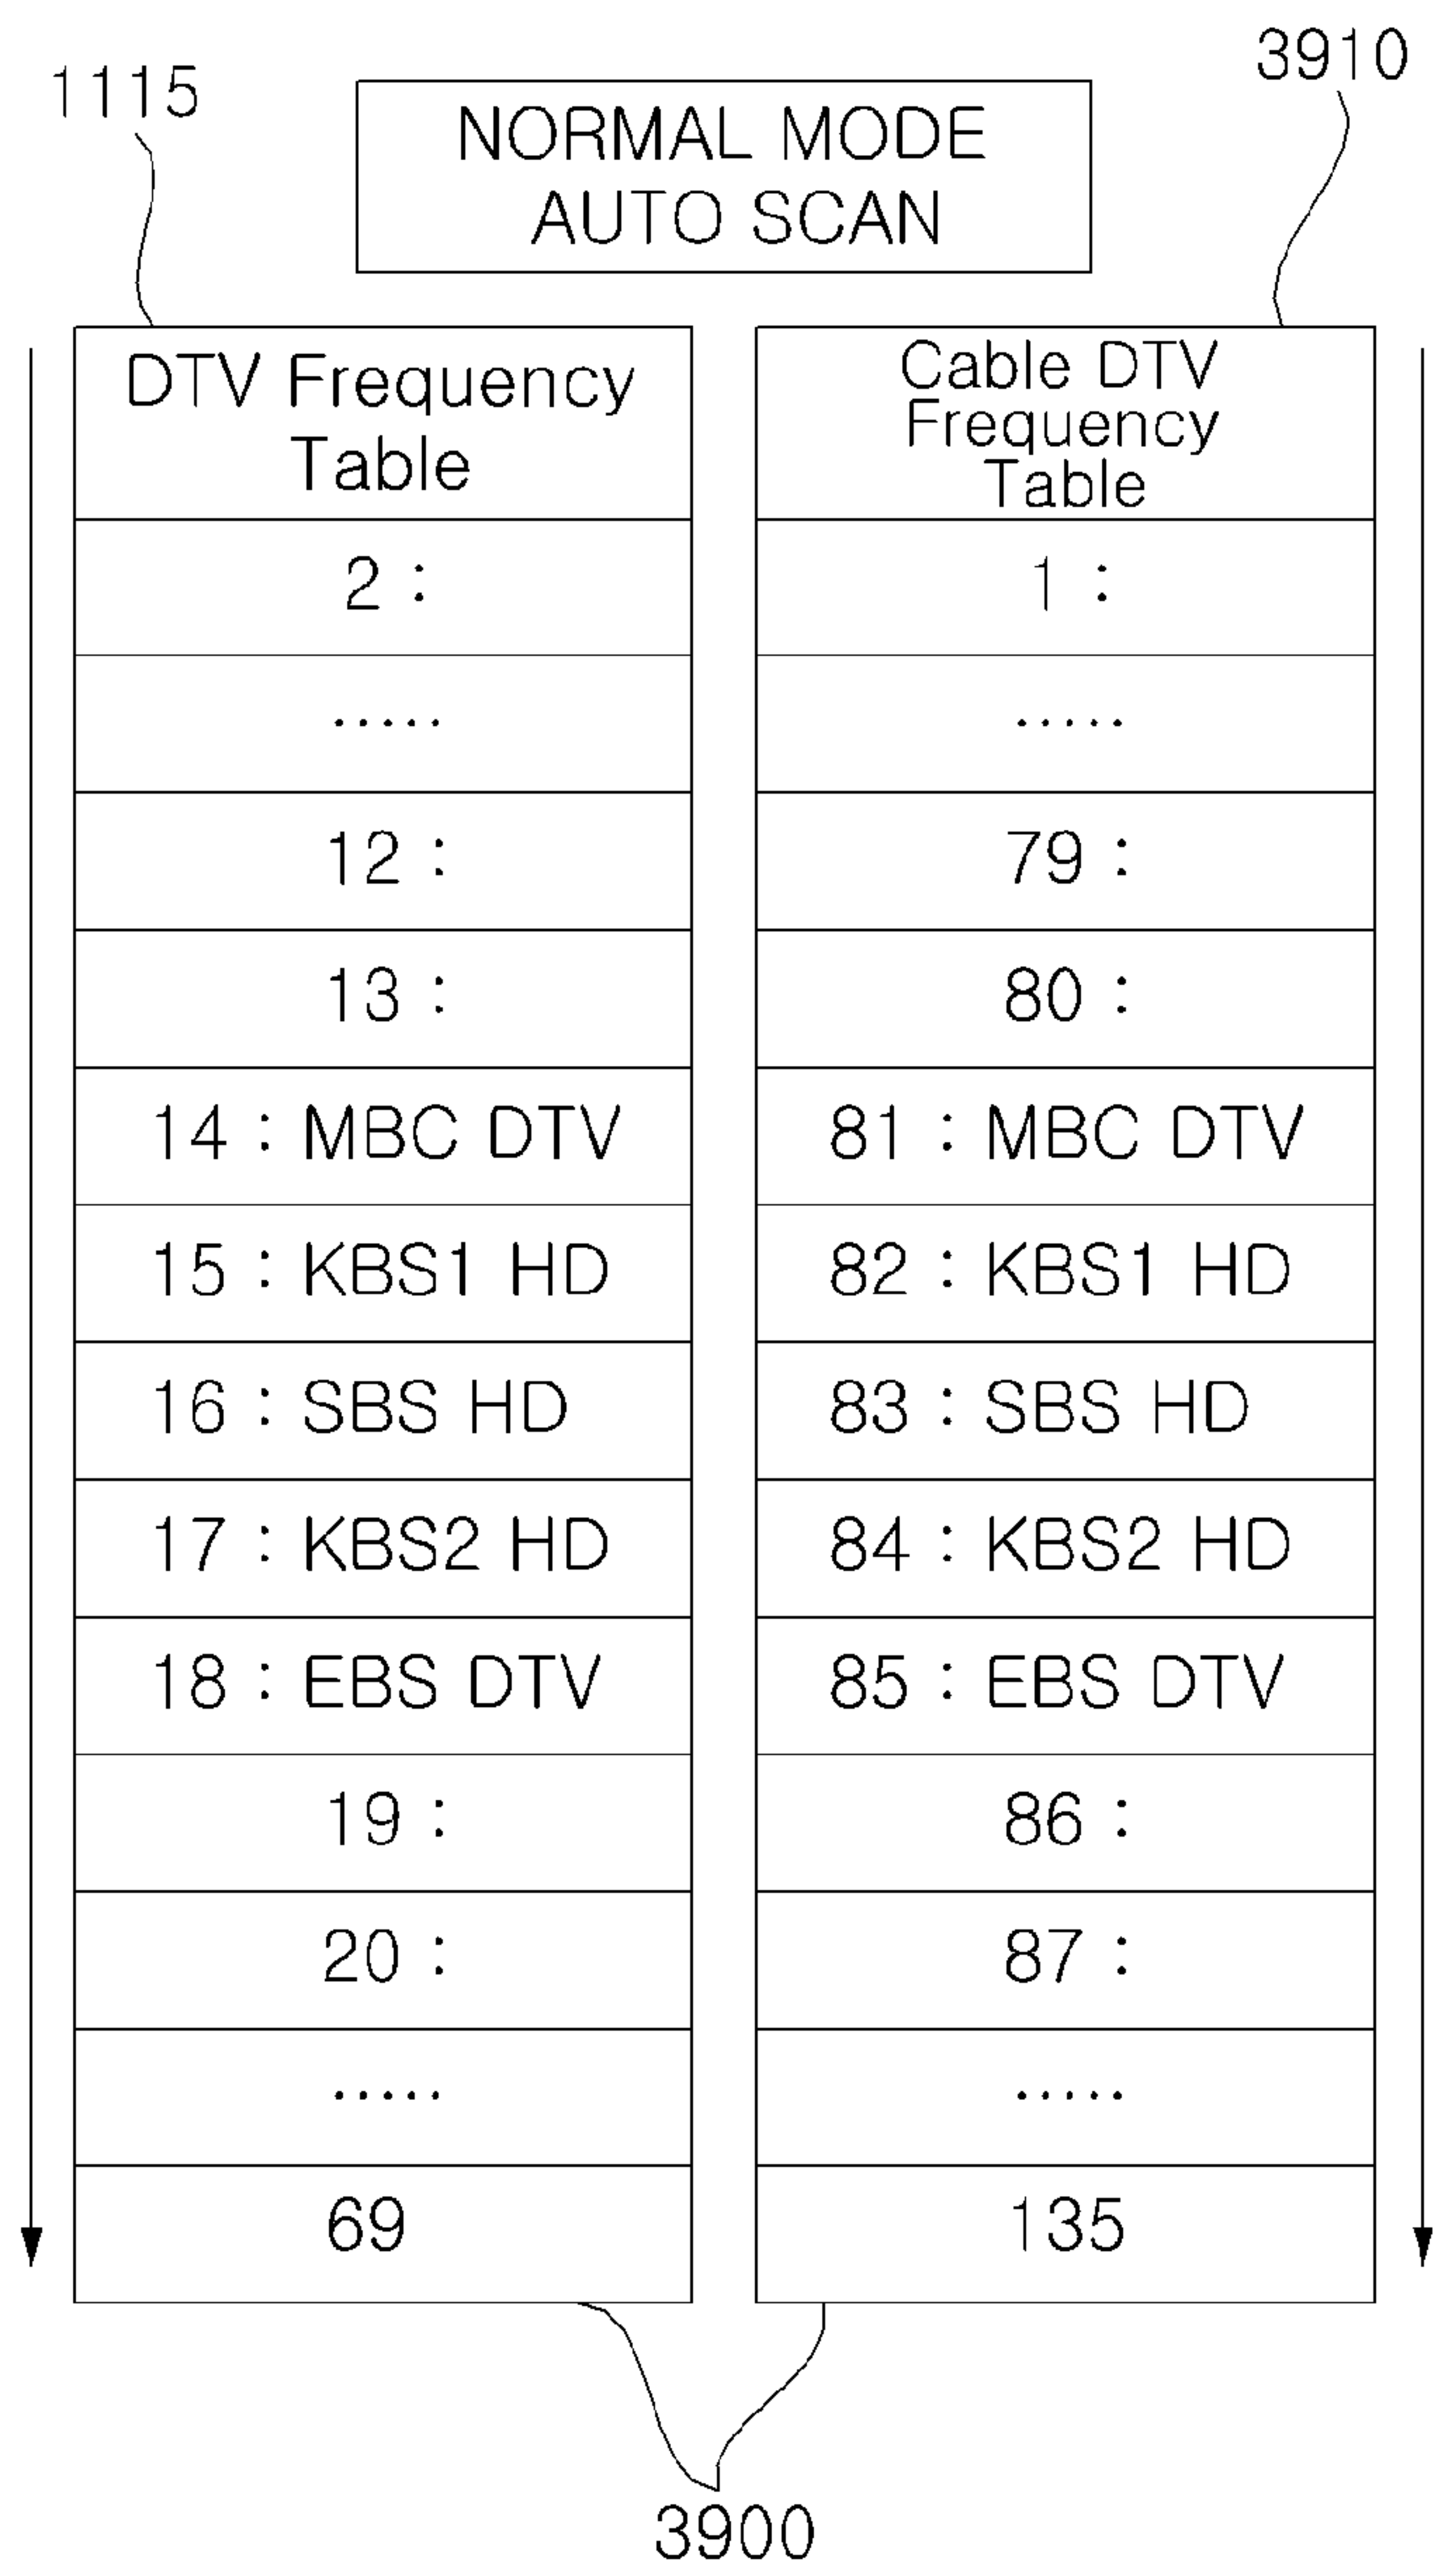 1115
3910
NORMAL MODE
AUTO SCAN
DTV Frequency
Table
2 :
.....
12 :
13 :
14 : MBC DTV
15 : KBS1 HD
16 : SBS HD
17 : KBS2 HD
18 : EBS DTV
19 :
20 :
.....
69
Cable DTV
Frequency
Table
1 :
.....
79 :
80 :
81 : MBC DTV
82 : KBS1 HD
83 : SBS HD
84 : KBS2 HD
85 : EBS DTV
86 :
87 :
.....
135
3900